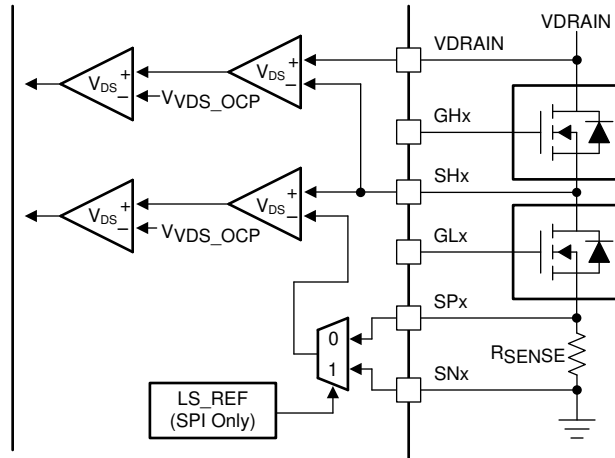 VDRAIN
VDRAIN
VDS
+
−
VVDS_OCP
VDS
+
−
GHx
SHx
VDS
+
−
VVDS_OCP
VDS
+
−
GLx
SPx
0
1
RSENSE
SNx
LS_REF
(SPI Only)